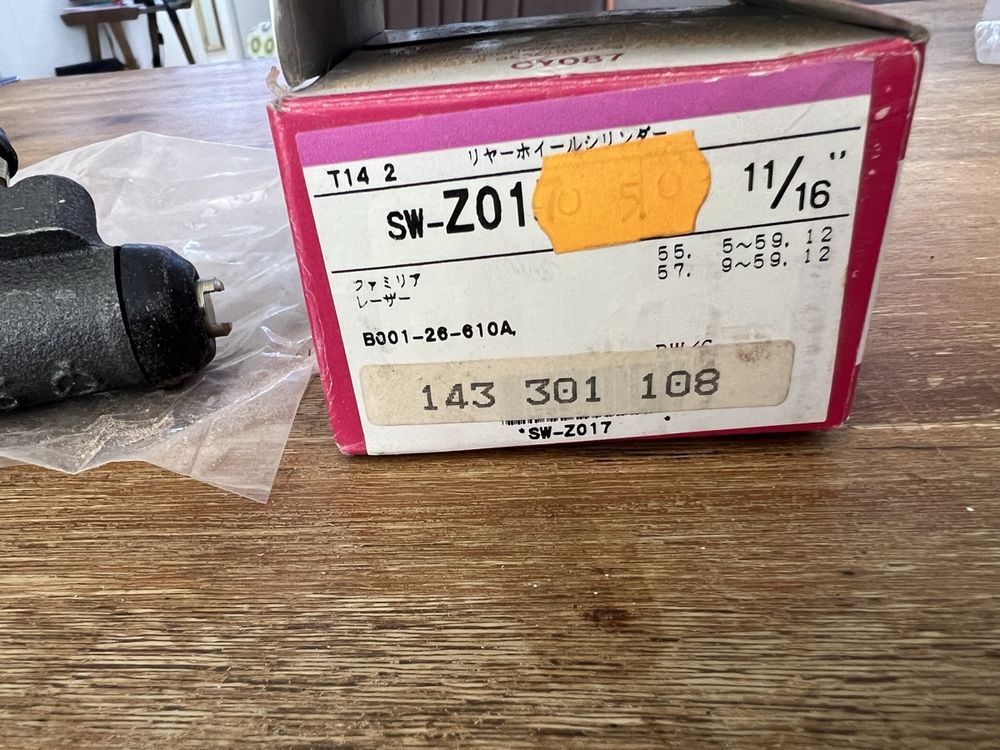 CY087
リヤーホイールシリンダー
T14 2
SW-Z01
11/16"
55. 5~59. 12
57. 9~59. 12
ファミリア
レーザー
B001-26-610A,
143 301 108
*SW-Z017